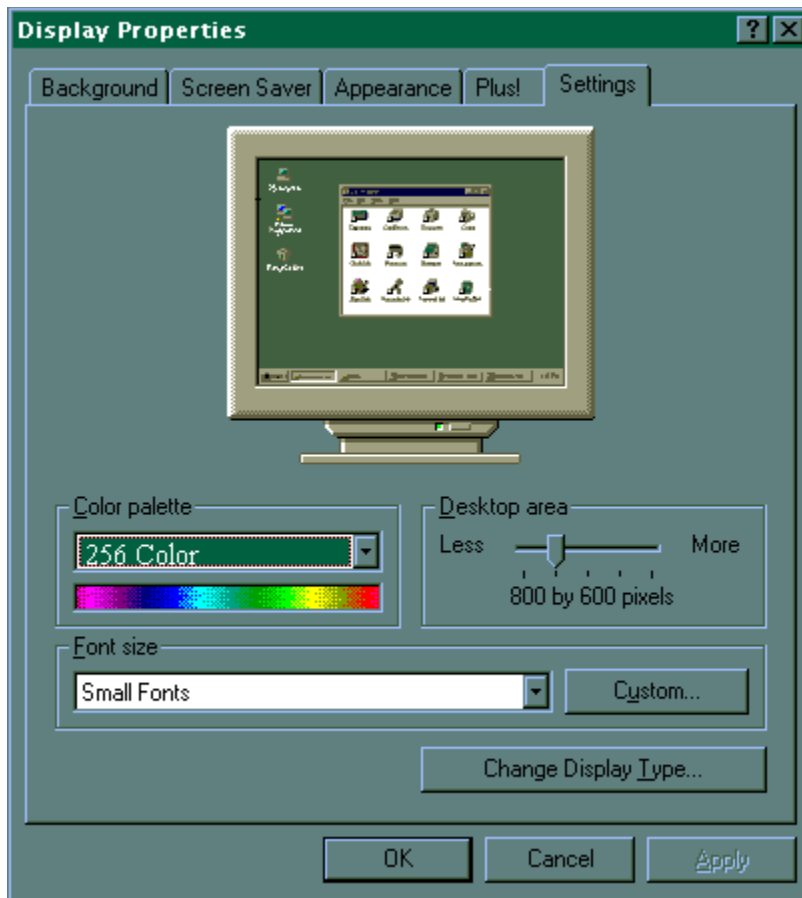 Display Properties
Background Screen Saver Appearance Plus! Settings
Color palette
256 Color
Desktop area
Less More
800 by 600 pixels
Font size
Small Fonts
Custom...
Change Display Type...
OK Cancel Apply